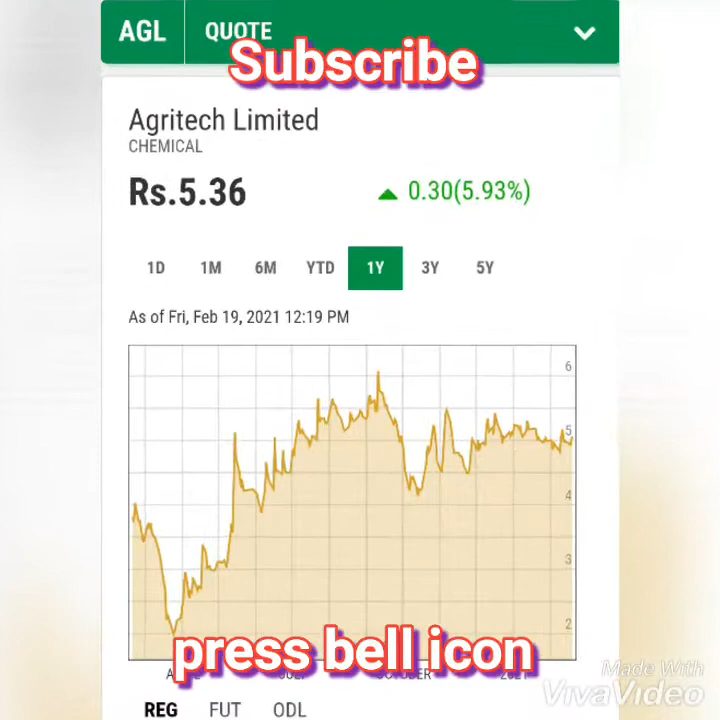 AGL QUOTE
Subscribe
Agritech Limited
CHEMICAL
Rs.5.36 ▲ 0.30(5.93%)
1D 1M 6M YTD 1Y 3Y 5Y
As of Fri, Feb 19, 2021 12:19 PM
6
5
4
3
2
press bell icon
Made With
VivaVideo
REG FUT ODL